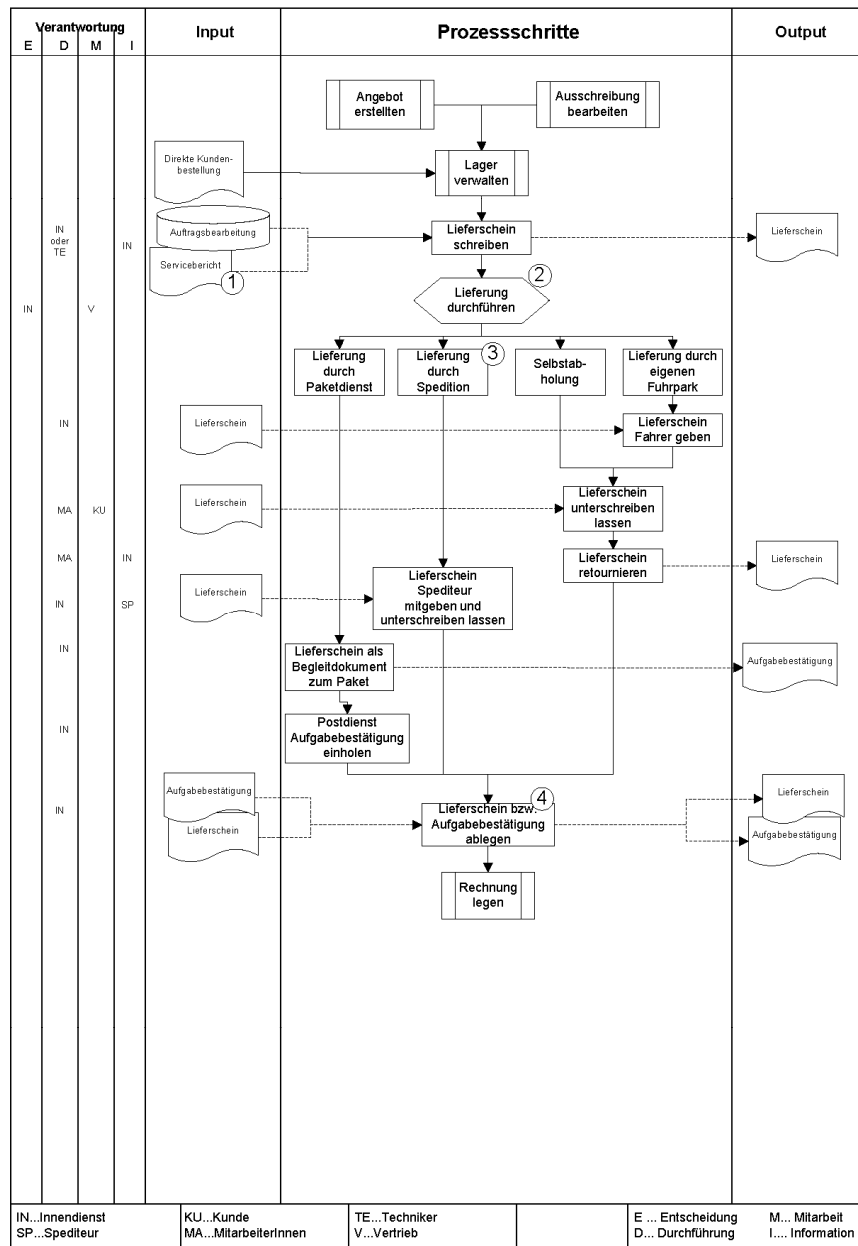 Verantwortung
Input
Prozessschritte
Output
E D M I
Angebot
erstellten
Ausschreibung
bearbeiten
Direkte Kunden-
bestellung
Lager
verwalten
IN
oder
TE
IN
Auftragsbearbeitung
Servicebericht
1
Lieferschein
schreiben
Lieferschein
2
IN
V
Lieferung
durchführen
Lieferung
durch
Paketdienst
Lieferung
durch
Spedition
3
Selbstab-
holung
Lieferung durch
eigenen
Fuhrpark
IN
Lieferschein
Lieferschein
Fahrer geben
MA
KU
Lieferschein
Lieferschein
unterschreiben
lassen
MA
IN
Lieferschein
retournieren
Lieferschein
IN
SP
Lieferschein
Lieferschein
Spediteur
mitgeben und
unterschreiben lassen
IN
Lieferschein als
Begleitdokument
zum Paket
Aufgabebestätigung
IN
Postdienst
Aufgabebestätigung
einholen
IN
Aufgabebestätigung
Lieferschein
Lieferschein bzw.
Aufgabebestätigung
ablegen
4
Lieferschein
Aufgabebestätigung
Rechnung
legen
IN...Innendienst
SP...Spediteur
KU...Kunde
MA...MitarbeiterInnen
TE...Techniker
V...Vertrieb
E ... Entscheidung
D... Durchführung
M... Mitarbeit
I.... Information